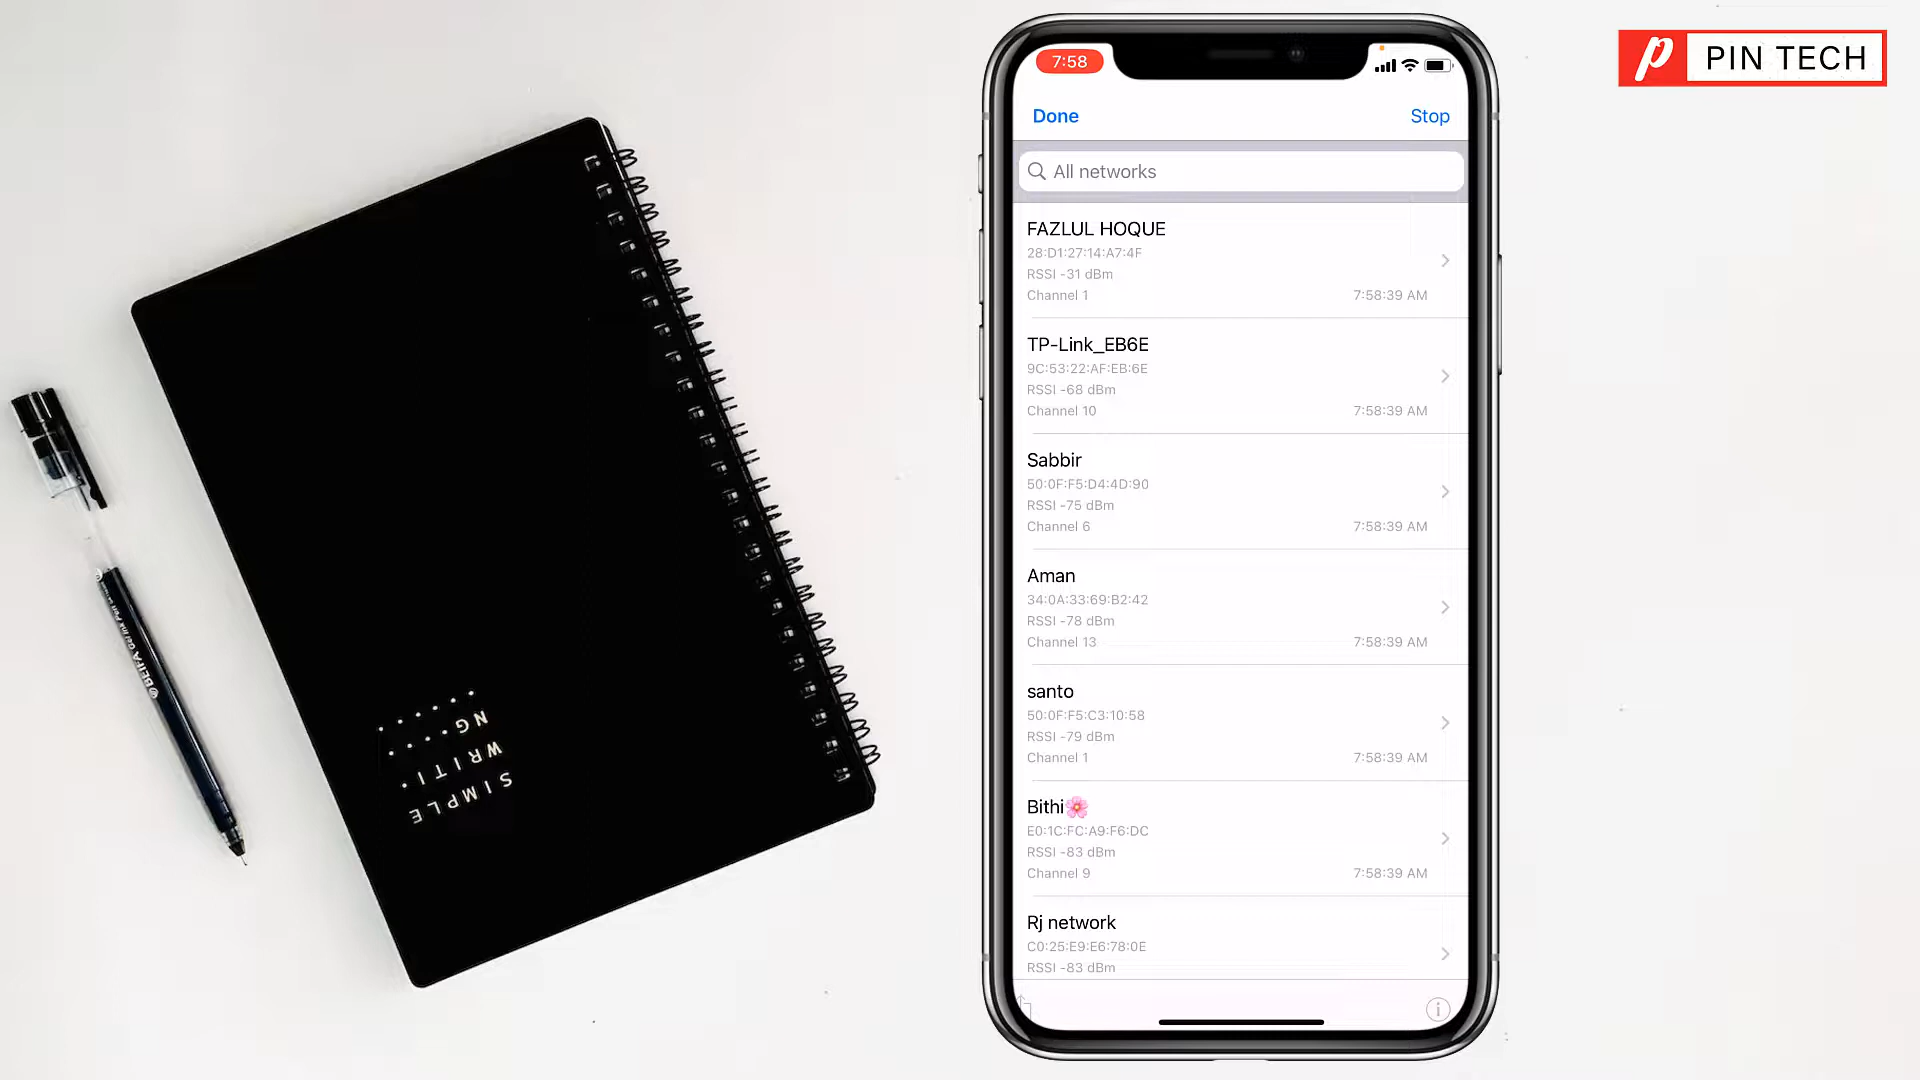 PIN TECH
7:58
Done
Stop
All networks
FAZLUL HOQUE
28:D1:27:14:A7:4F
RSSI -31 dBm
Channel 1
7:58:39 AM
TP-Link_EB6E
9C:53:22:AF:EB:6E
RSSI -68 dBm
Channel 10
7:58:39 AM
Sabbir
50:0F:F5:D4:4D:90
RSSI -75 dBm
Channel 6
7:58:39 AM
Aman
34:0A:33:69:B2:42
RSSI -78 dBm
Channel 13
7:58:39 AM
santo
50:0F:F5:C3:10:58
RSSI -79 dBm
Channel 1
7:58:39 AM
Bithi🌸
E0:1C:FC:A9:F6:DC
RSSI -83 dBm
Channel 9
7:58:39 AM
Rj network
C0:25:E9:E6:78:0E
RSSI -83 dBm
SIMPLE
WRITI
NG